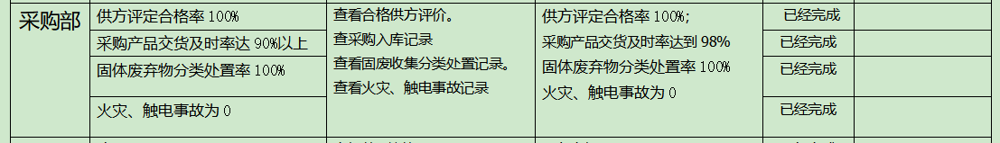 采购部
供方评定合格率 100%
采购产品交货及时率达 90%以上
固体废弃物分类处置率 100%
火灾、触电事故为 0
查看合格供方评价。
查采购入库记录
查看固废收集分类处置记录。
查看火灾、触电事故记录
供方评定合格率 100%;
采购产品交货及时率达到 98%
固体废弃物分类处置率 100%
火灾、触电事故为 0
已经完成
已经完成
已经完成
已经完成